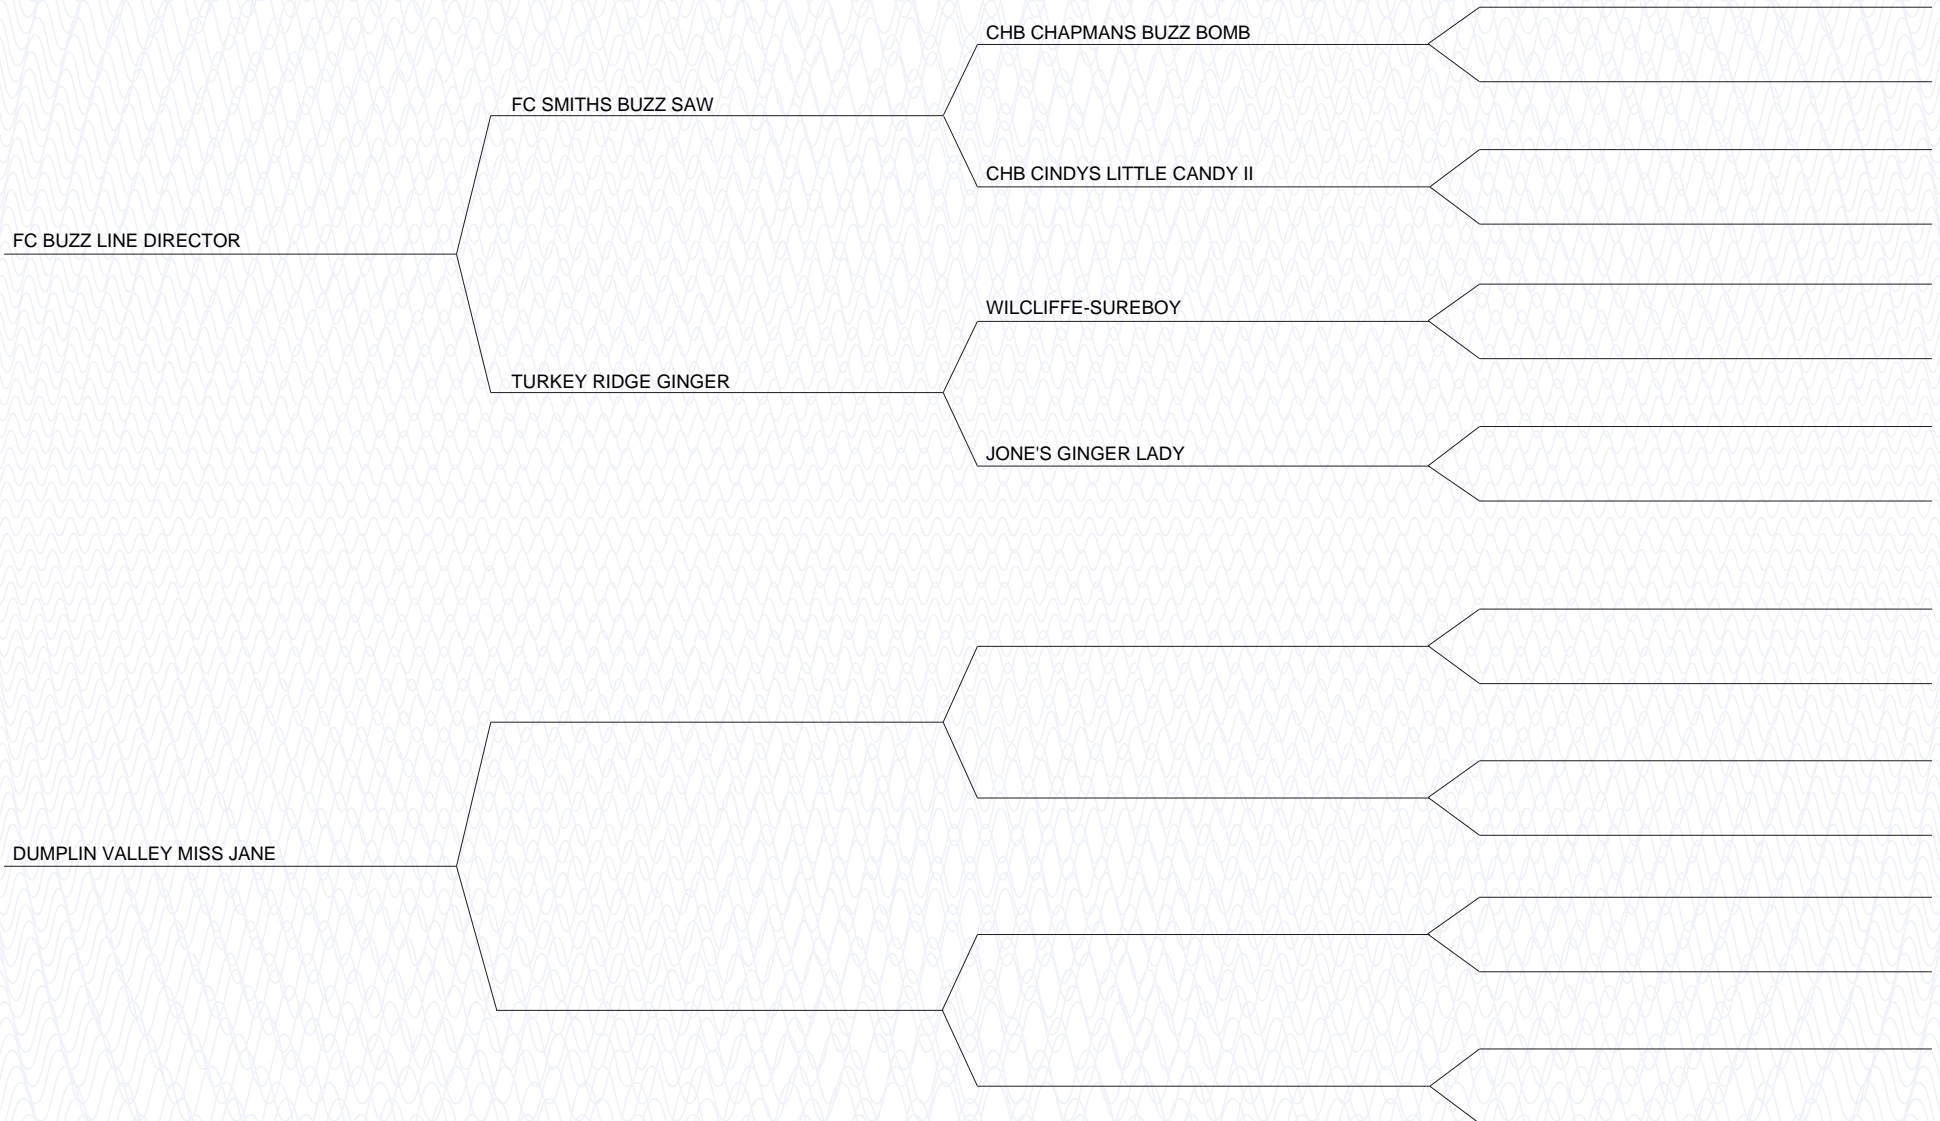 CHB CHAPMANS BUZZ BOMB
FC SMITHS BUZZ SAW
CHB CINDYS LITTLE CANDY II
FC BUZZ LINE DIRECTOR
WILCLIFFE-SUREBOY
TURKEY RIDGE GINGER
JONE'S GINGER LADY
DUMPLIN VALLEY MISS JANE